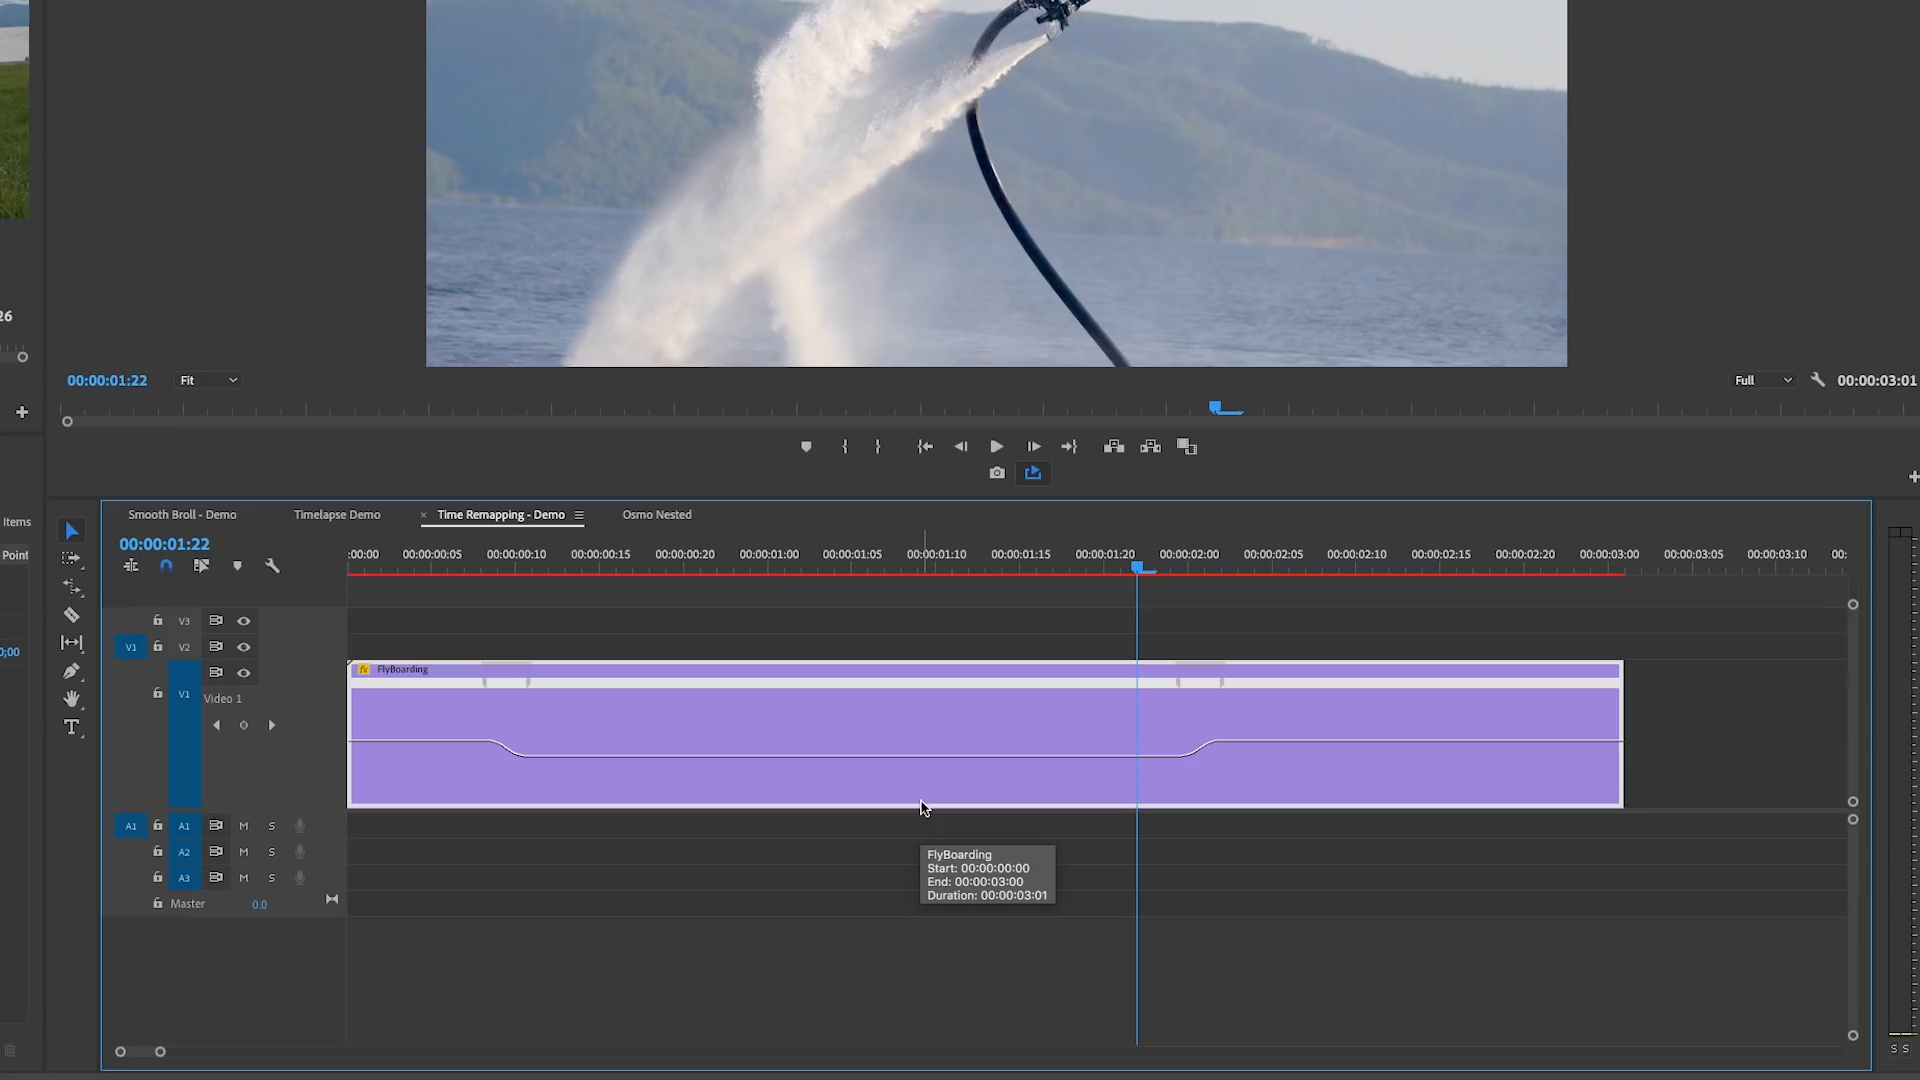 26
00:00:01:22 Fit Full 00:00:03:01
Items
Smooth Broll - Demo × Time Remapping - Demo Timelapse Demo Osmo Nested
Point
00:00:01:22
:00:00 00:00:00:05 00:00:00:10 00:00:00:15 00:00:00:20 00:00:01:00 00:00:01:05 00:00:01:10 00:00:01:15 00:00:01:20 00:00:02:00 00:00:02:05 00:00:02:10 00:00:02:15 00:00:02:20 00:00:03:00 00:00:03:05 00:00:03:10 00:
V3
V1 V2
0;00
fx FlyBoarding
V1 Video 1
T
A1 A1 M S
A2 M S
A3 M S
Master 0.0
FlyBoarding
Start: 00:00:00:00
End: 00:00:03:00
Duration: 00:00:03:01
S S